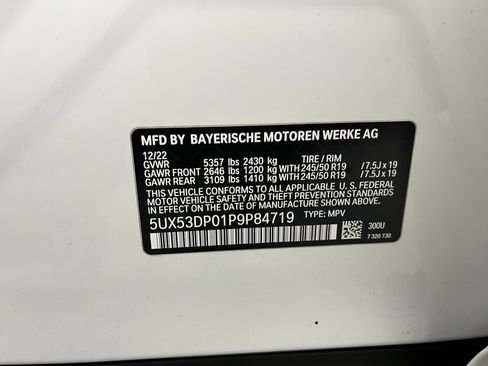 MFD BY BAYERISCHE MOTOREN WERKE AG
12/22
GVWR 5357 lbs 2430 kg TIRE / RIM
GAWR FRONT 2646 lbs 1200 KG WITH 245/50 R19 /7.5J x 19
GAWR REAR 3109 lbs 1410 KG WITH 245/50 R19 /7.5J x 19
THIS VEHICLE CONFORMS TO ALL APPLICABLE U.S. FEDERAL
MOTOR VEHICLE SAFETY, BUMPER, AND THEFT PREVENTION STANDARDS
IN EFFECT ON THE DATE OF MANUFACTURE SHOWN ABOVE.
5UX53DP01P9P84719 TYPE: MPV
300U
7 320 730